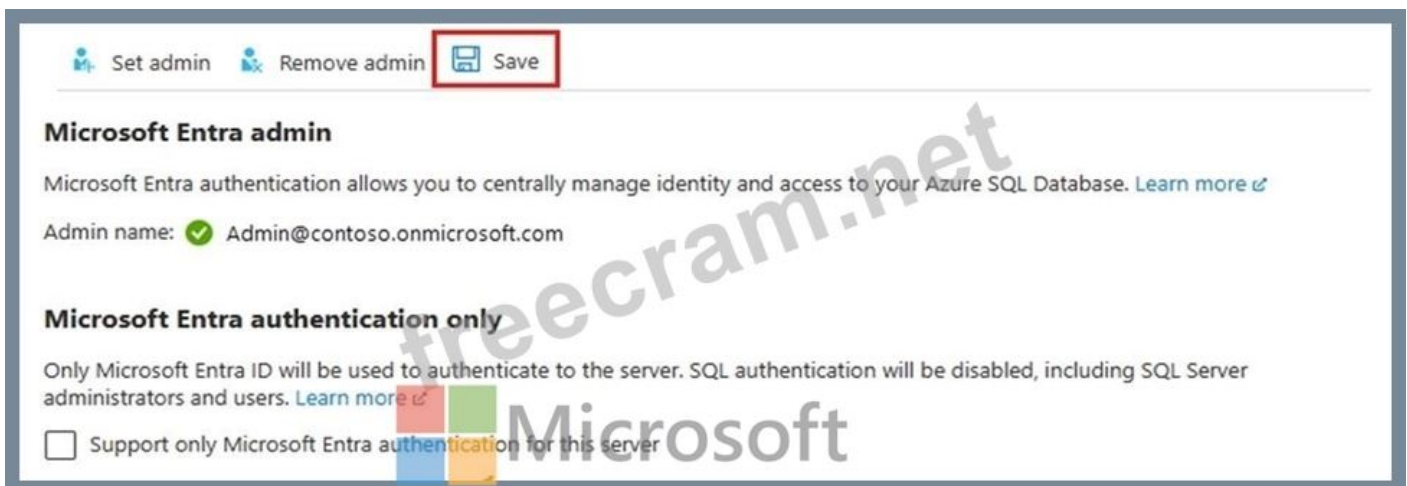 Set admin Remove admin Save
Microsoft Entra admin
Microsoft Entra authentication allows you to centrally manage identity and access to your Azure SQL Database. Learn more
Admin name: Admin@contoso.onmicrosoft.com
freecram.net
Microsoft Entra authentication only
Only Microsoft Entra ID will be used to authenticate to the server. SQL authentication will be disabled, including SQL Server
administrators and users. Learn more
Microsoft
Support only Microsoft Entra authentication for this server